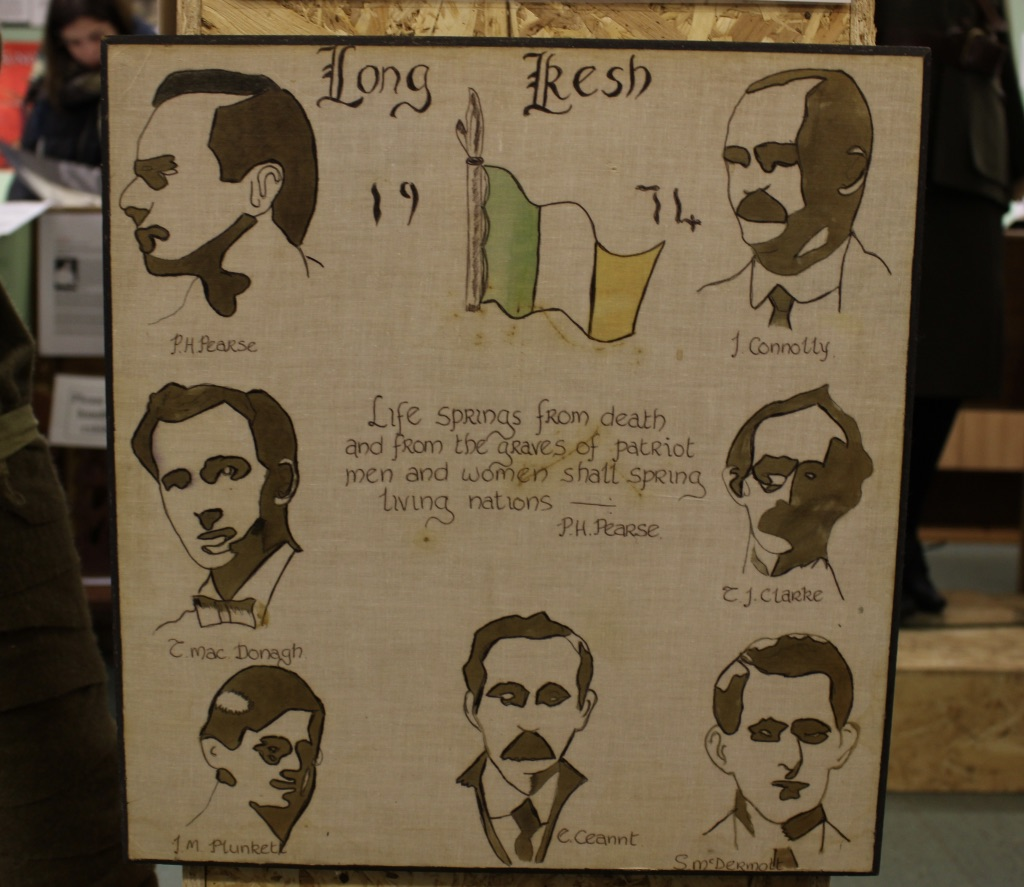 Long Kesh
19 74
P.H.Pearse
J. Connolly
Life springs from death
and from the graves of patriot
men and women shall spring
living nations —
P.H.Pearse
T. J. Clarke
T. Mac Donagh
J.M Plunkett
E. Ceannt
S. McDermott